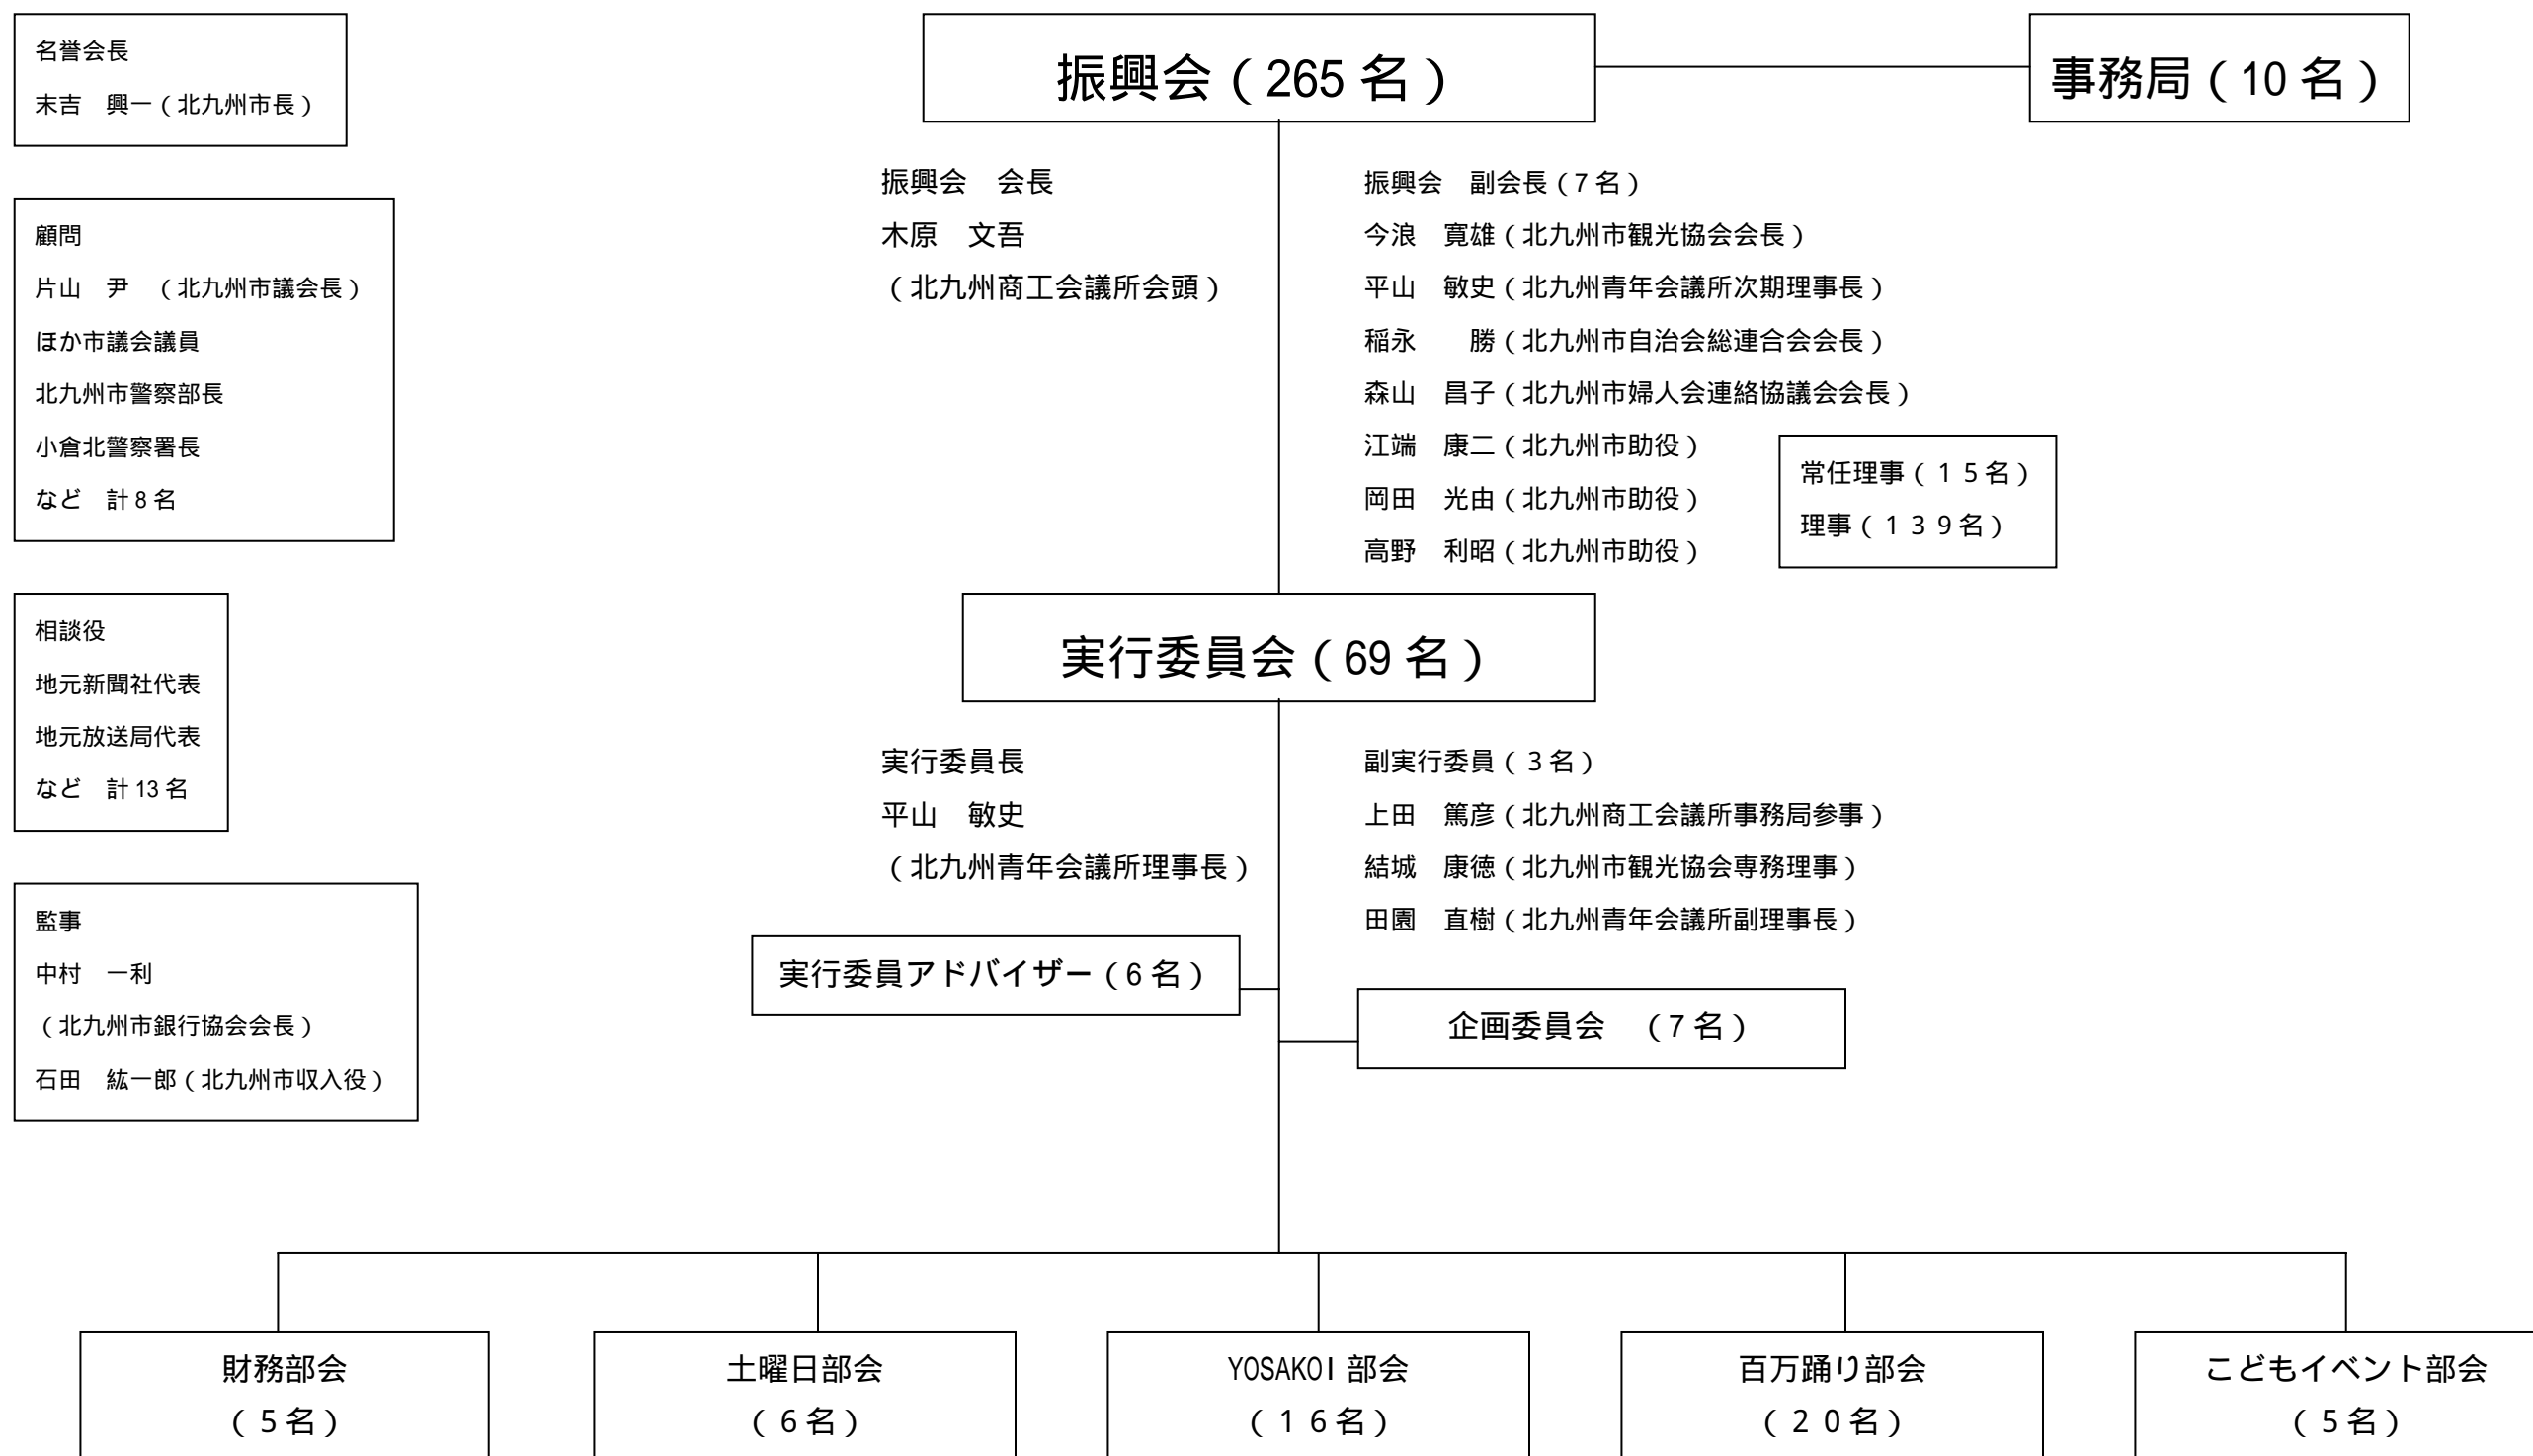 名誉会長
末吉　興一（北九州市長）
顧問
片山　尹　（北九州市議会長）
ほか市議会議員
北九州市警察部長
小倉北警察署長
など　計8名
相談役
地元新聞社代表
地元放送局代表
など　計13名
監事
中村　一利
（北九州市銀行協会会長）
石田　紘一郎（北九州市収入役）
振興会（265名）
事務局（10名）
振興会　会長
木原　文吾
（北九州商工会議所会頭）
振興会　副会長（7名）
今浪　寛雄（北九州市観光協会会長）
平山　敏史（北九州青年会議所次期理事長）
稲永　　勝（北九州市自治会総連合会会長）
森山　昌子（北九州市婦人会連絡協議会会長）
江端　康二（北九州市助役）
岡田　光由（北九州市助役）
高野　利昭（北九州市助役）
常任理事（１５名）
理事（１３９名）
実行委員会（69名）
実行委員長
平山　敏史
（北九州青年会議所理事長）
副実行委員（３名）
上田　篤彦（北九州商工会議所事務局参事）
結城　康徳（北九州市観光協会専務理事）
田園　直樹（北九州青年会議所副理事長）
実行委員アドバイザー（6名）
企画委員会　（7名）
財務部会
（５名）
土曜日部会
（６名）
YOSAKOI部会
（１６名）
百万踊り部会
（２０名）
こどもイベント部会
（５名）